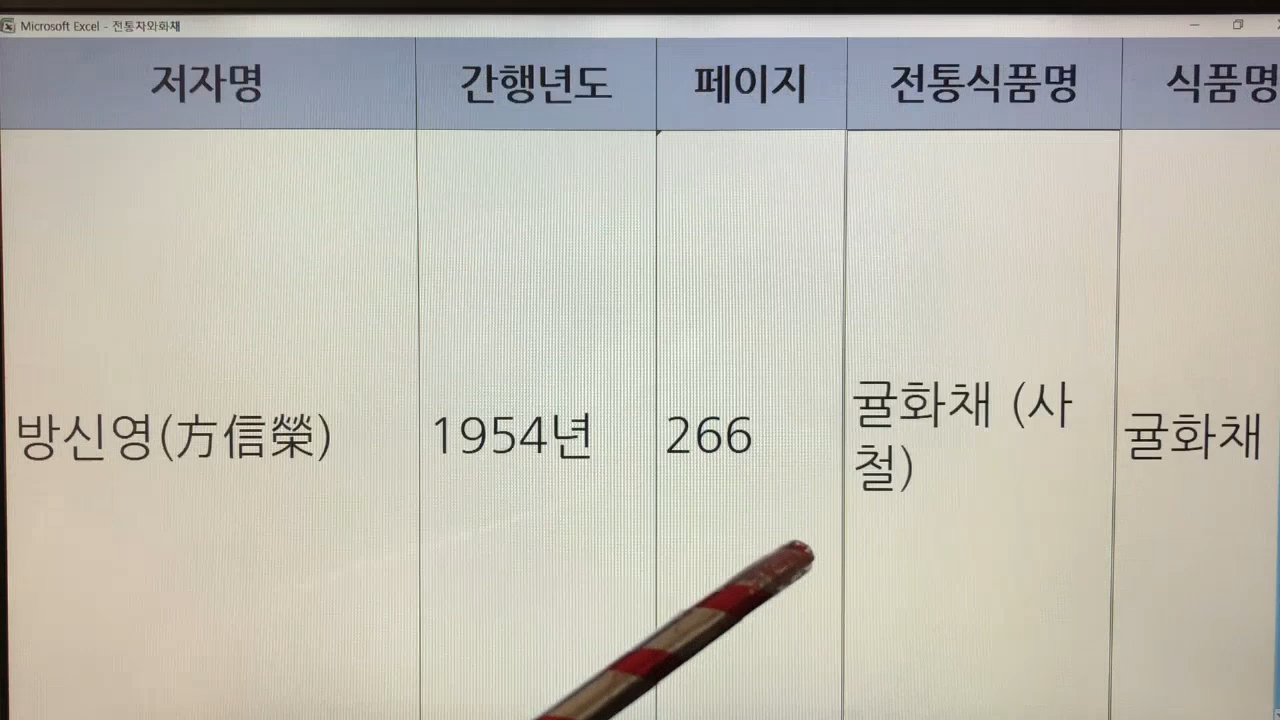 Microsoft Excel - 전통차와화채
저자명 간행년도 페이지 전통식품명 식품명
방신영(方信榮) 1954년 266 귤화채 (사
철) 귤화채